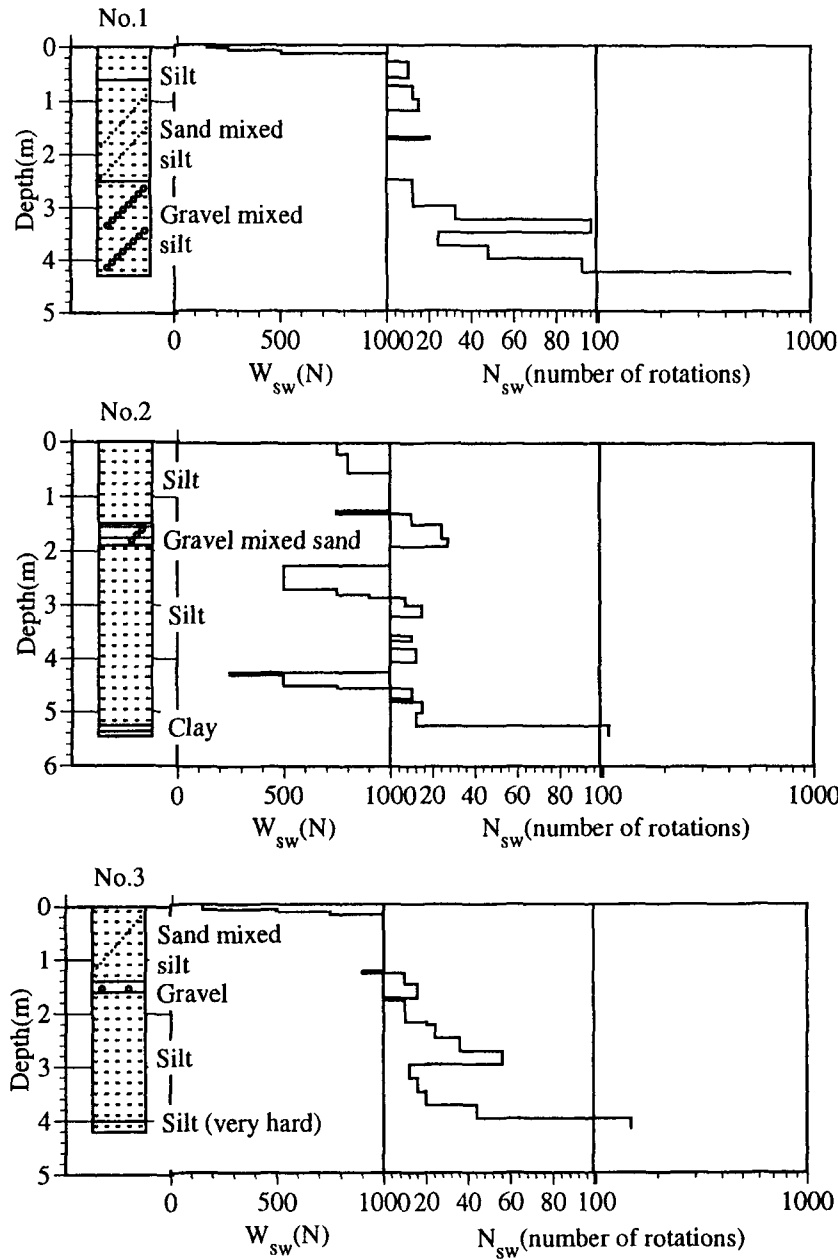 No.1
0
Silt
1
Sand mixed
silt
2
Depth(m)
3
Gravel mixed
silt
4
5
0 500 1000 20 40 60 80 100 1000
W_sw(N) N_sw(number of rotations)
No.2
0
Silt
1
Gravel mixed sand
2
Depth(m)
3
Silt
4
5
Clay
6
0 500 1000 20 40 60 80 100 1000
W_sw(N) N_sw(number of rotations)
No.3
0
Sand mixed
silt
1
Gravel
2
Depth(m)
Silt
3
4
Silt (very hard)
5
0 500 1000 20 40 60 80 100 1000
W_sw(N) N_sw(number of rotations)